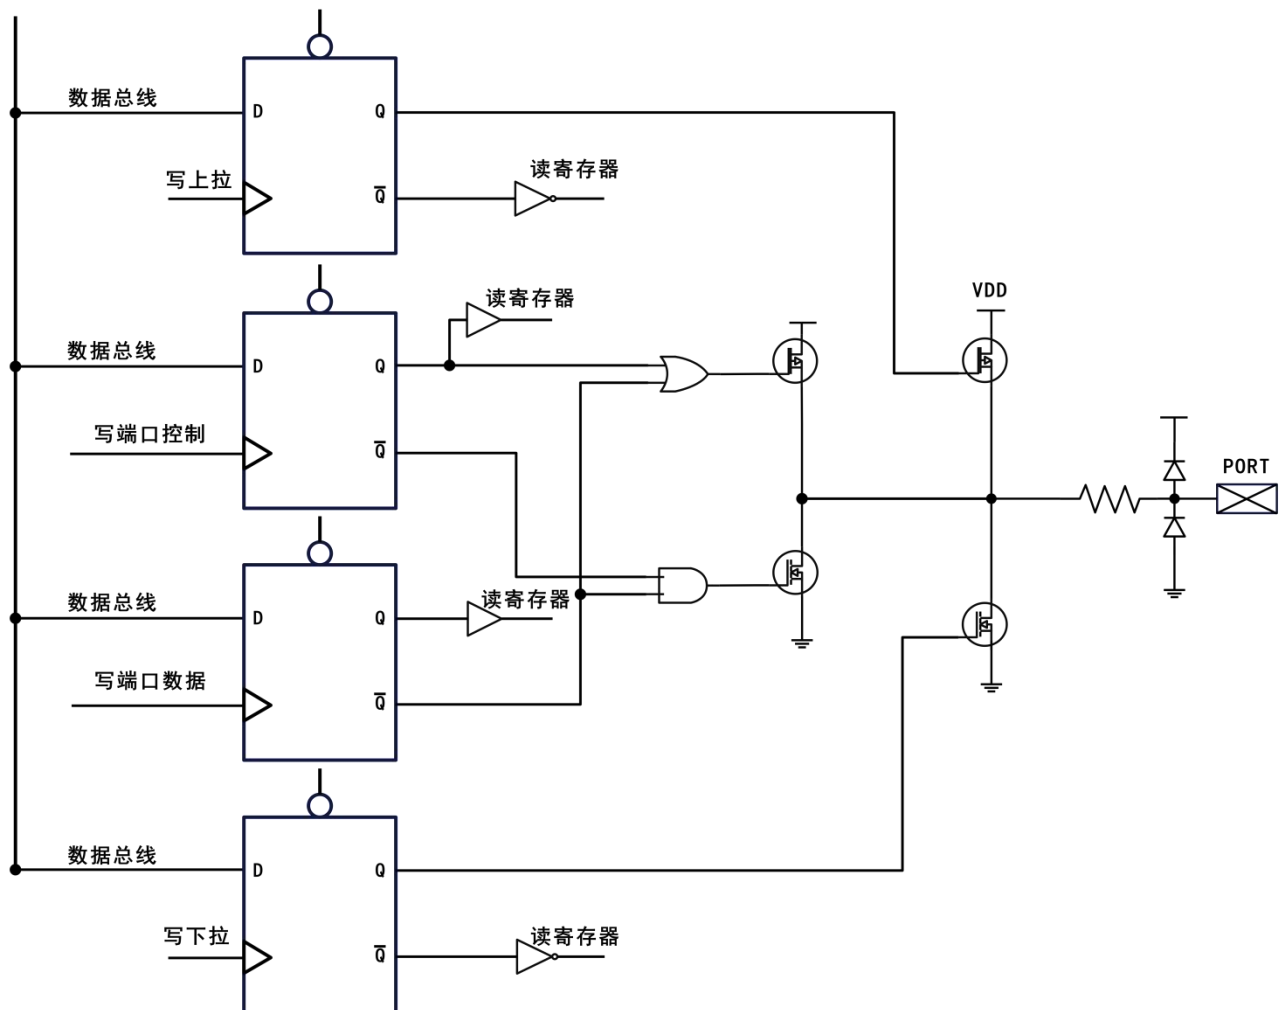 数据总线
D
Q
写上拉
读寄存器
Q
读寄存器
VDD
数据总线
D
Q
写端口控制
Q
PORT
数据总线
读寄存器
D
Q
写端口数据
Q
数据总线
D
Q
写下拉
读寄存器
Q